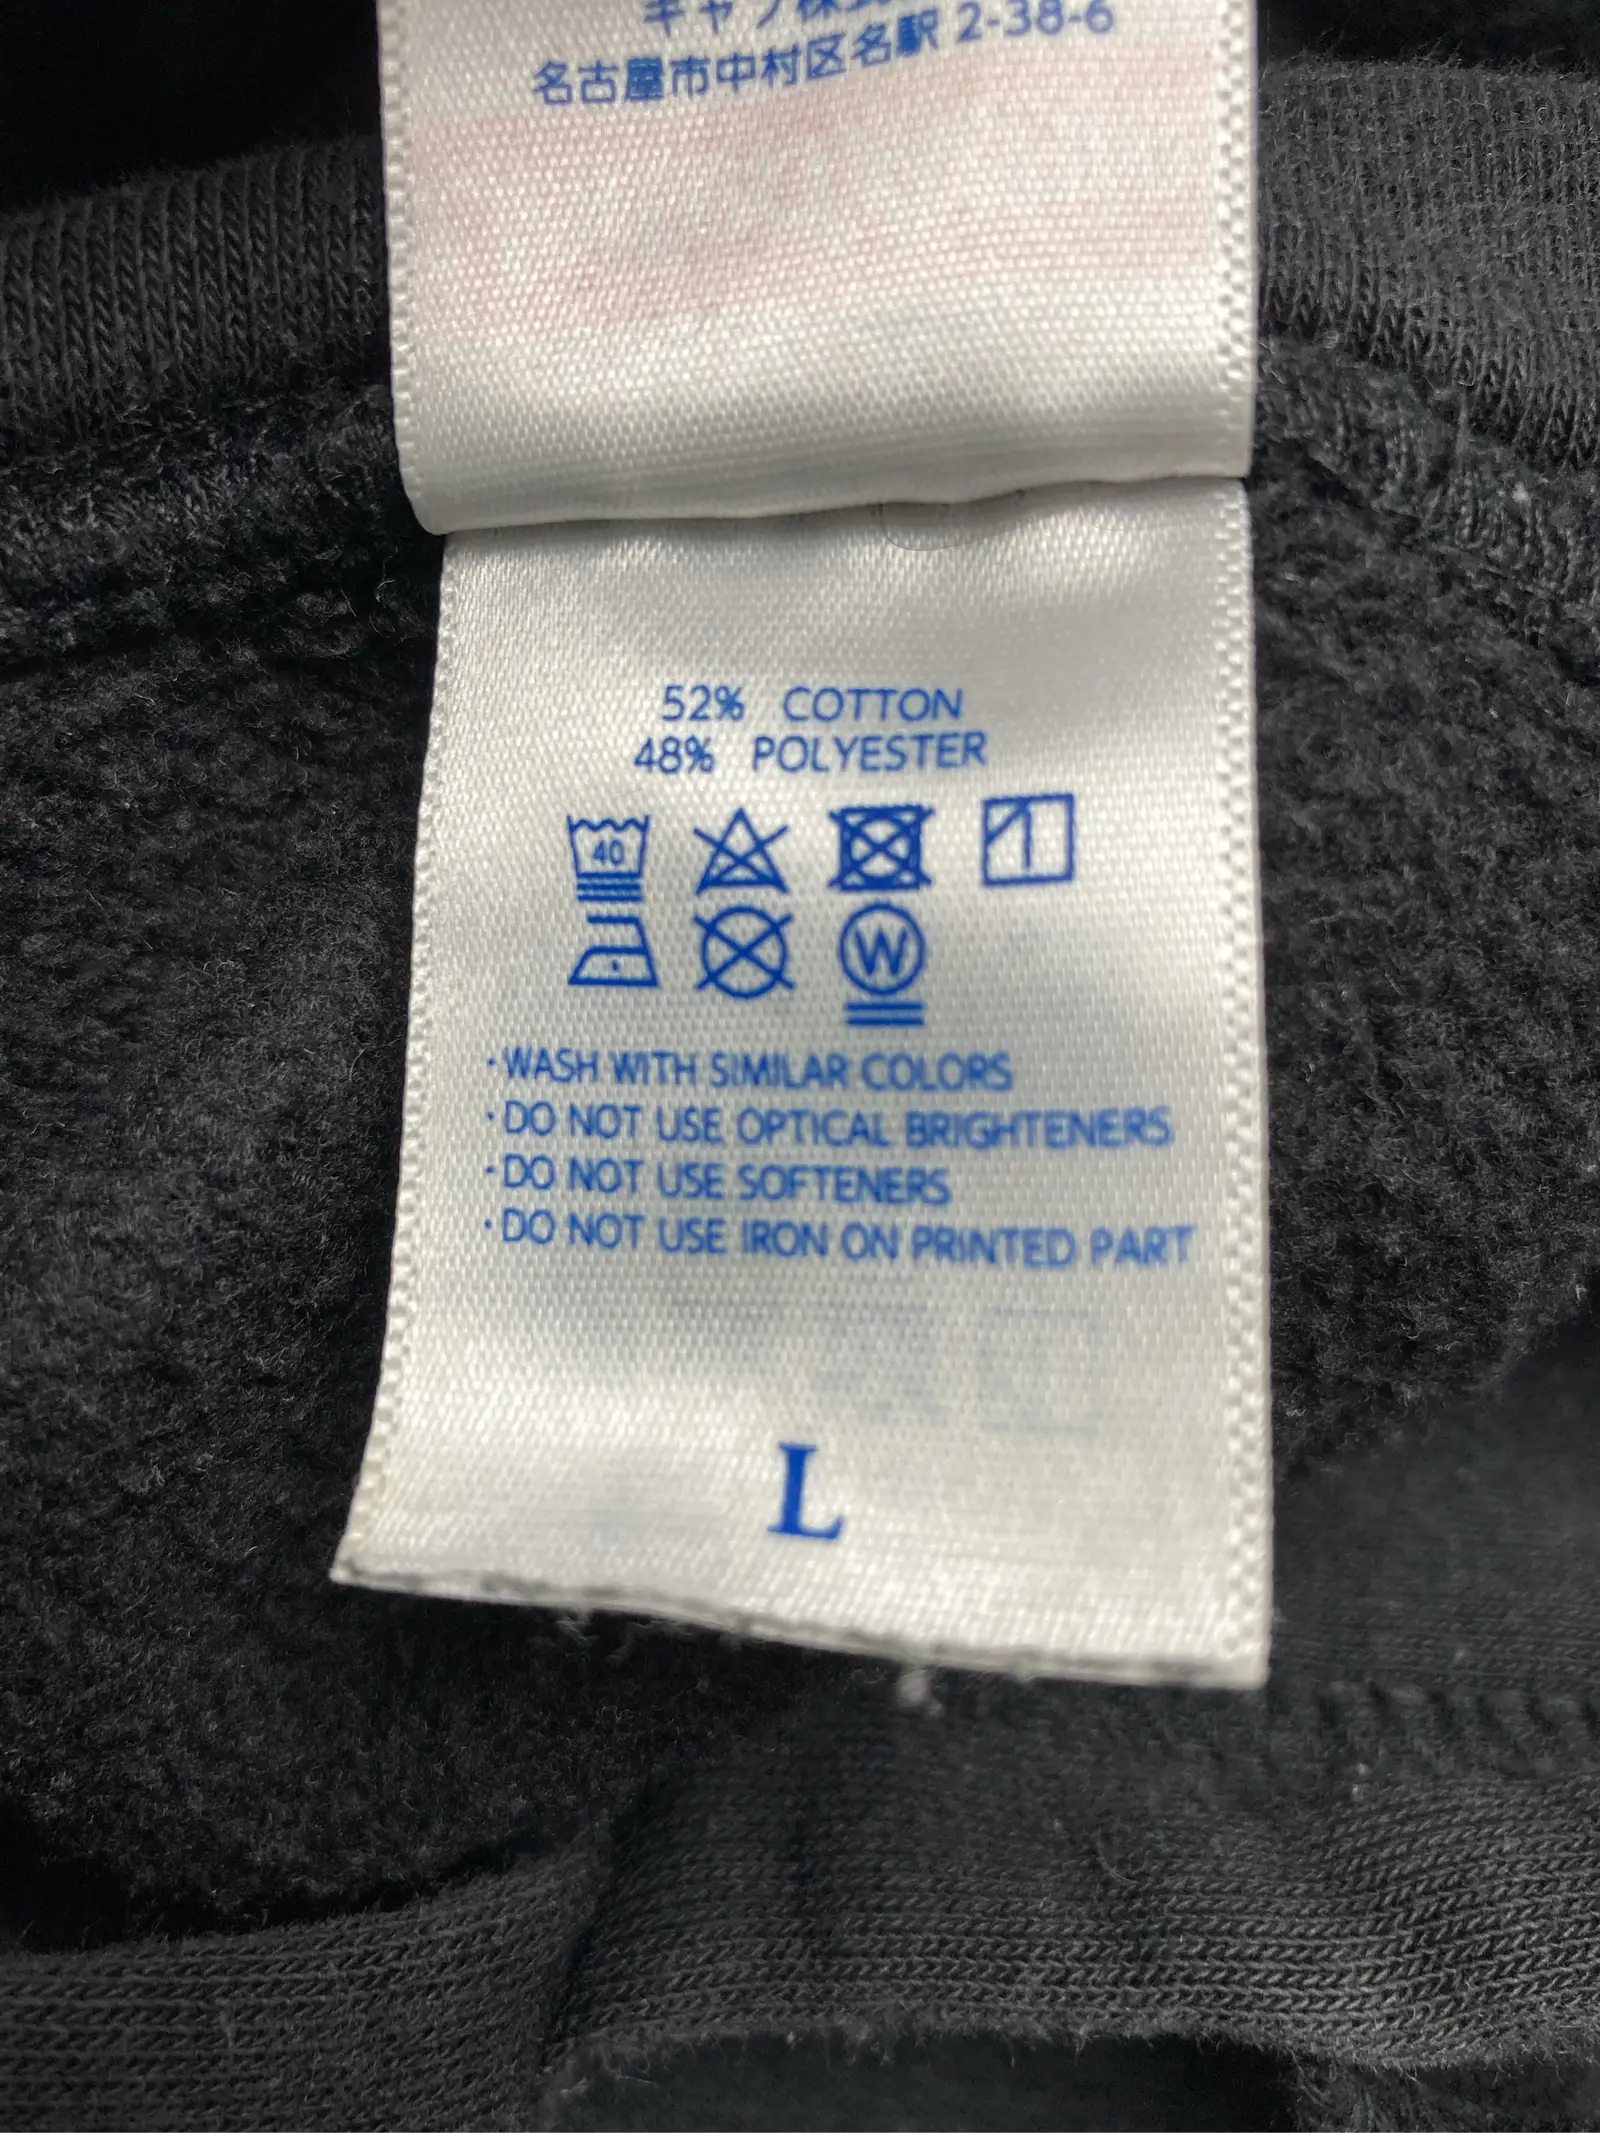 名古屋市中村区名駅 2-38-6
52% COTTON
48% POLYESTER
40
W
・WASH WITH SIMILAR COLORS
・DO NOT USE OPTICAL BRIGHTENERS
・DO NOT USE SOFTENERS
・DO NOT USE IRON ON PRINTED PART
L